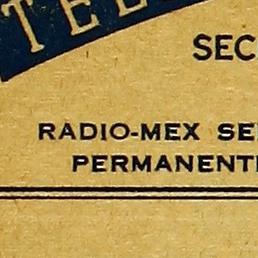 TEL
SEC
RADIO-MEX SE
PERMANENT